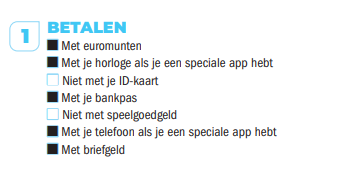 1 BETALEN
Met euromunten
Met je horloge als je een speciale app hebt
Niet met je ID-kaart
Met je bankpas
Niet met speelgoedgeld
Met je telefoon als je een speciale app hebt
Met briefgeld